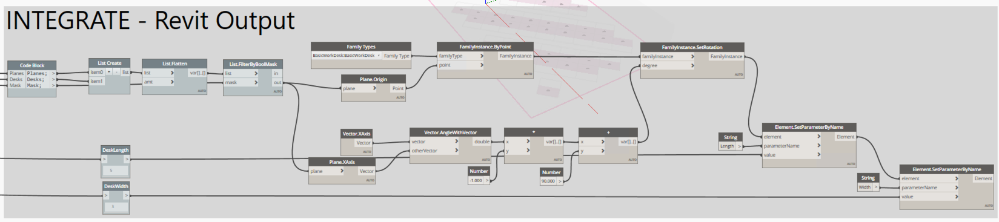 INTEGRATE - Revit Output
Code Block
Planes > Planes; >
Desks > Desks; >
Mask > Mask; >
List Create
item0 + - list
item1
List.Flatten
list > var[]..[]
amt >
AUTO
List.FilterByBoolMask
list > in
mask > out
AUTO
Family Types
BasicWorkDesk:BasicWorkDesk Family Type
Plane.Origin
plane > Point
AUTO
FamilyInstance.ByPoint
familyType > FamilyInstance
point >
AUTO
FamilyInstance.SetRotation
familyInstance > FamilyInstance
degree >
AUTO
Vector.XAxis
Vector
AUTO
Plane.XAxis
plane > Vector
AUTO
Vector.AngleWithVector
vector > double
otherVector >
AUTO
*
x > var[]..[]
y >
AUTO
Number
-1.000 >
+
x > var[]..[]
y >
AUTO
Number
90.000 >
DeskLength
> >
5
DeskWidth
> >
3
String
Length >
Element.SetParameterByName
element > Element
parameterName >
value >
AUTO
String
Width >
Element.SetParameterByName
element > Element
parameterName >
value >
AUTO